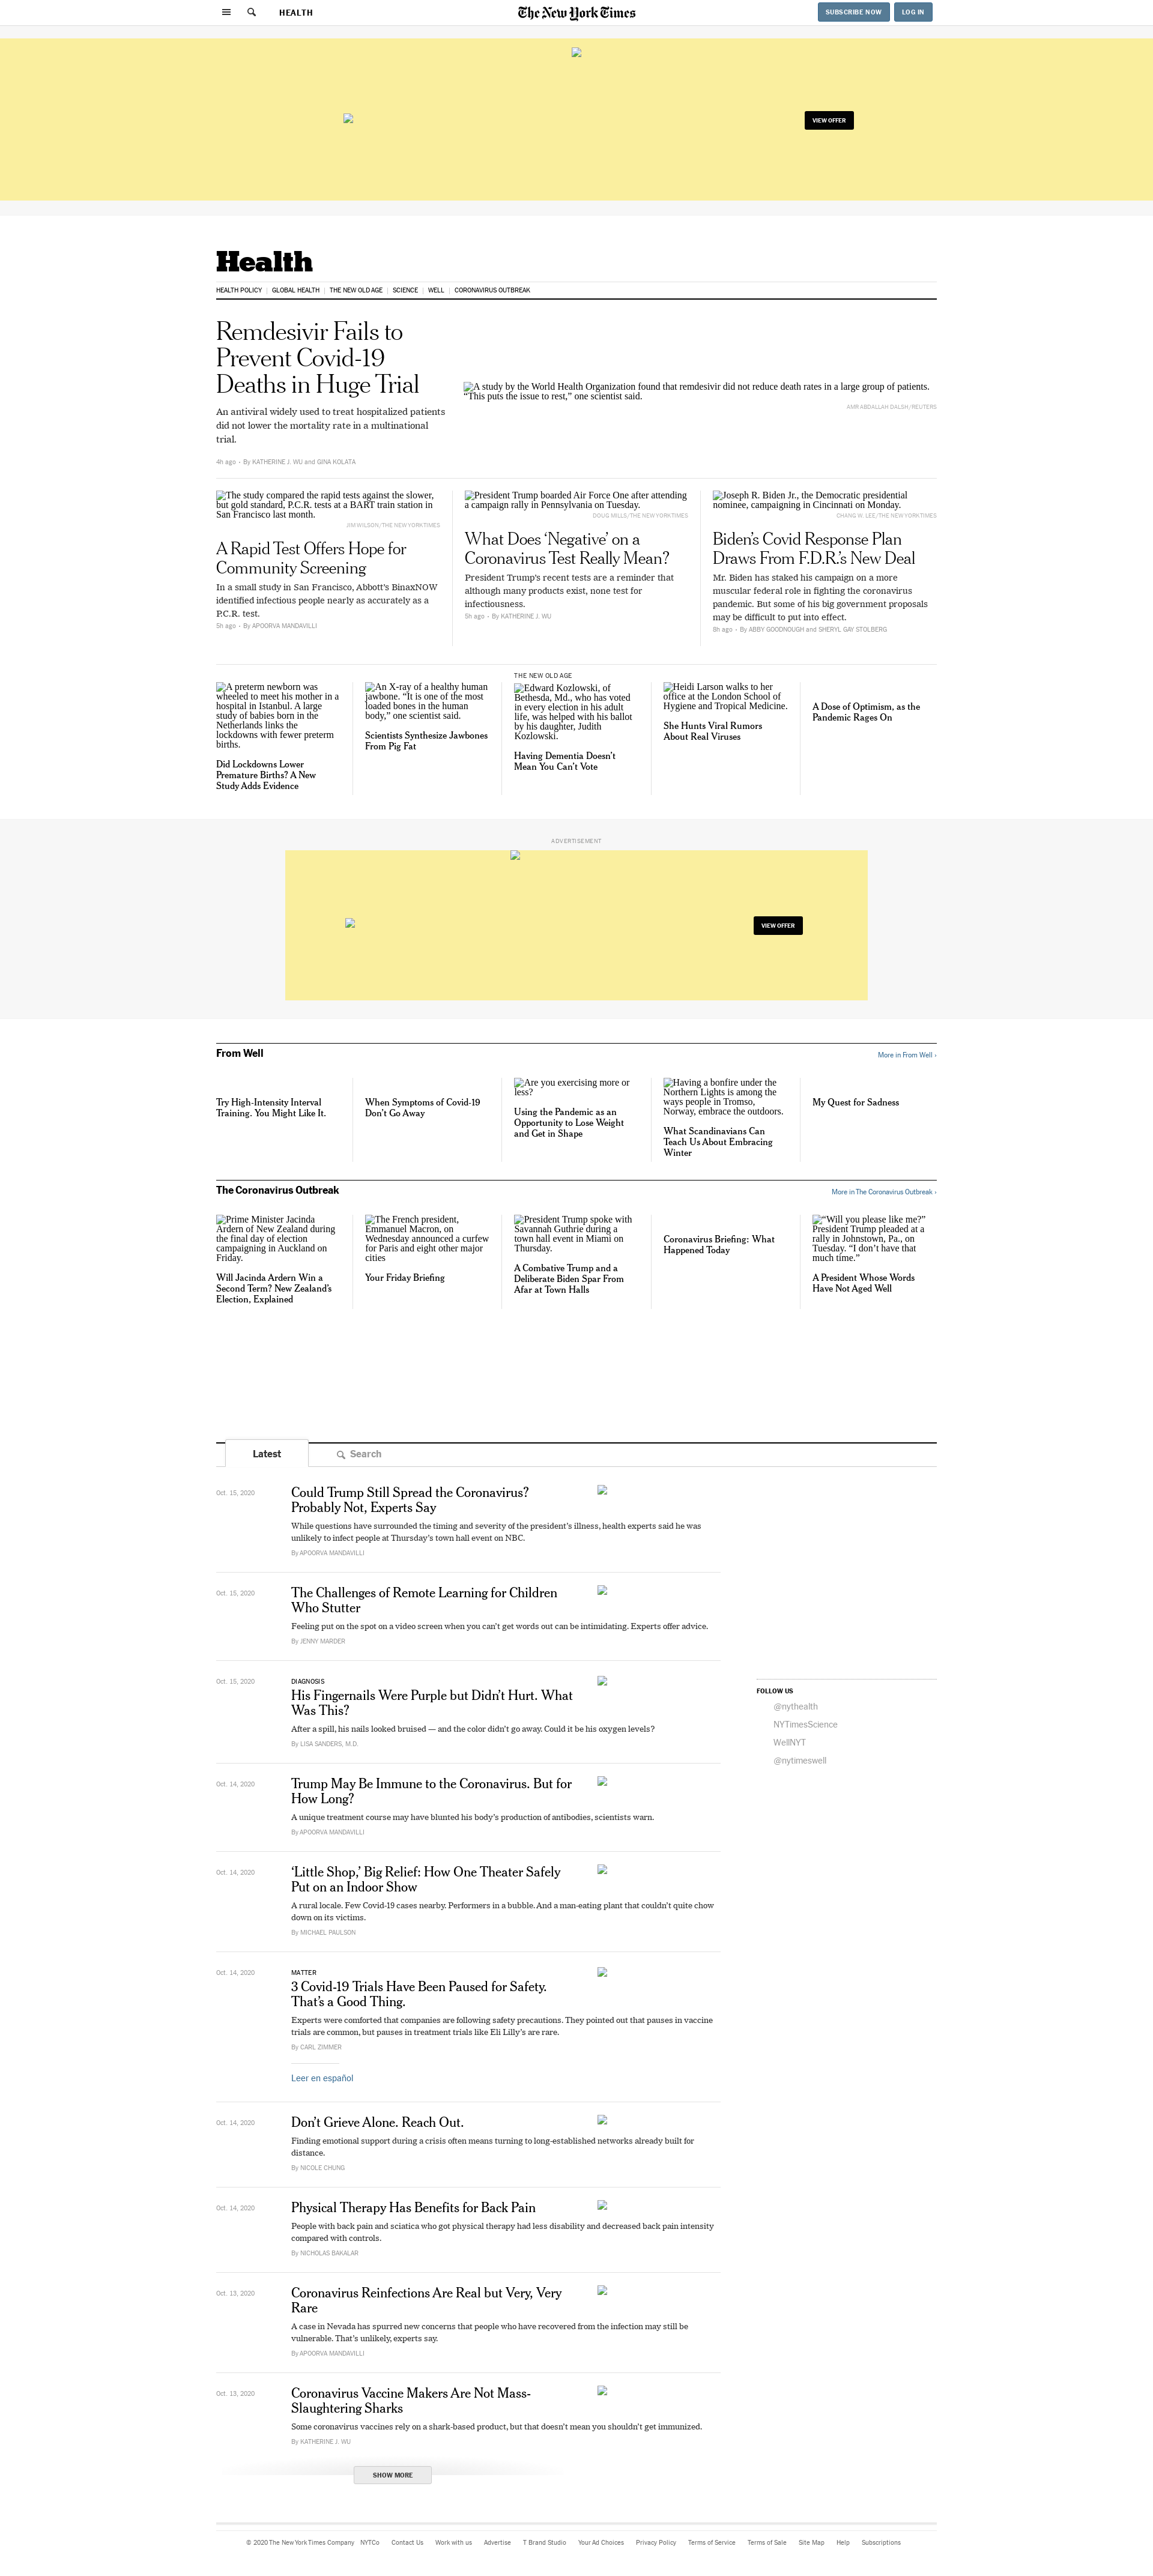 HEALTH
The New York Times
SUBSCRIBE NOW
LOG IN
VIEW OFFER
Health
HEALTH POLICY | GLOBAL HEALTH | THE NEW OLD AGE | SCIENCE | WELL | CORONAVIRUS OUTBREAK
Remdesivir Fails to
Prevent Covid-19
Deaths in Huge Trial
An antiviral widely used to treat hospitalized patients
did not lower the mortality rate in a multinational
trial.
4h ago • By KATHERINE J. WU and GINA KOLATA
A study by the World Health Organization found that remdesivir did not reduce death rates in a large group of patients.
“This puts the issue to rest,” one scientist said.
AMR ABDALLAH DALSH/REUTERS
The study compared the rapid tests against the slower,
but gold standard, P.C.R. tests at a BART train station in
San Francisco last month.
JIM WILSON/THE NEW YORK TIMES
A Rapid Test Offers Hope for
Community Screening
In a small study in San Francisco, Abbott’s BinaxNOW
identified infectious people nearly as accurately as a
P.C.R. test.
5h ago • By APOORVA MANDAVILLI
President Trump boarded Air Force One after attending
a campaign rally in Pennsylvania on Tuesday.
DOUG MILLS/THE NEW YORK TIMES
What Does ‘Negative’ on a
Coronavirus Test Really Mean?
President Trump’s recent tests are a reminder that
although many products exist, none test for
infectiousness.
5h ago • By KATHERINE J. WU
Joseph R. Biden Jr., the Democratic presidential
nominee, campaigning in Cincinnati on Monday.
CHANG W. LEE/THE NEW YORK TIMES
Biden’s Covid Response Plan
Draws From F.D.R.’s New Deal
Mr. Biden has staked his campaign on a more
muscular federal role in fighting the coronavirus
pandemic. But some of his big government proposals
may be difficult to put into effect.
8h ago • By ABBY GOODNOUGH and SHERYL GAY STOLBERG
A preterm newborn was
wheeled to meet his mother in a
hospital in Istanbul. A large
study of babies born in the
Netherlands links the
lockdowns with fewer preterm
births.
Did Lockdowns Lower
Premature Births? A New
Study Adds Evidence
An X-ray of a healthy human
jawbone. “It is one of the most
loaded bones in the human
body,” one scientist said.
Scientists Synthesize Jawbones
From Pig Fat
THE NEW OLD AGE
Edward Kozlowski, of
Bethesda, Md., who has voted
in every election in his adult
life, was helped with his ballot
by his daughter, Judith
Kozlowski.
Having Dementia Doesn’t
Mean You Can’t Vote
Heidi Larson walks to her
office at the London School of
Hygiene and Tropical Medicine.
She Hunts Viral Rumors
About Real Viruses
A Dose of Optimism, as the
Pandemic Rages On
ADVERTISEMENT
VIEW OFFER
From Well
More in From Well ›
Try High-Intensity Interval
Training. You Might Like It.
When Symptoms of Covid-19
Don’t Go Away
Are you exercising more or
less?
Using the Pandemic as an
Opportunity to Lose Weight
and Get in Shape
Having a bonfire under the
Northern Lights is among the
ways people in Tromso,
Norway, embrace the outdoors.
What Scandinavians Can
Teach Us About Embracing
Winter
My Quest for Sadness
The Coronavirus Outbreak
More in The Coronavirus Outbreak ›
Prime Minister Jacinda
Ardern of New Zealand during
the final day of election
campaigning in Auckland on
Friday.
Will Jacinda Ardern Win a
Second Term? New Zealand’s
Election, Explained
The French president,
Emmanuel Macron, on
Wednesday announced a curfew
for Paris and eight other major
cities
Your Friday Briefing
President Trump spoke with
Savannah Guthrie during a
town hall event in Miami on
Thursday.
A Combative Trump and a
Deliberate Biden Spar From
Afar at Town Halls
Coronavirus Briefing: What
Happened Today
“Will you please like me?”
President Trump pleaded at a
rally in Johnstown, Pa., on
Tuesday. “I don’t have that
much time.”
A President Whose Words
Have Not Aged Well
Latest
Search
Oct. 15, 2020
Could Trump Still Spread the Coronavirus?
Probably Not, Experts Say
While questions have surrounded the timing and severity of the president’s illness, health experts said he was
unlikely to infect people at Thursday’s town hall event on NBC.
By APOORVA MANDAVILLI
Oct. 15, 2020
The Challenges of Remote Learning for Children
Who Stutter
Feeling put on the spot on a video screen when you can’t get words out can be intimidating. Experts offer advice.
By JENNY MARDER
Oct. 15, 2020
DIAGNOSIS
His Fingernails Were Purple but Didn’t Hurt. What
Was This?
After a spill, his nails looked bruised — and the color didn’t go away. Could it be his oxygen levels?
By LISA SANDERS, M.D.
FOLLOW US
@nythealth
NYTimesScience
WellNYT
@nytimeswell
Oct. 14, 2020
Trump May Be Immune to the Coronavirus. But for
How Long?
A unique treatment course may have blunted his body’s production of antibodies, scientists warn.
By APOORVA MANDAVILLI
Oct. 14, 2020
‘Little Shop,’ Big Relief: How One Theater Safely
Put on an Indoor Show
A rural locale. Few Covid-19 cases nearby. Performers in a bubble. And a man-eating plant that couldn’t quite chow
down on its victims.
By MICHAEL PAULSON
Oct. 14, 2020
MATTER
3 Covid-19 Trials Have Been Paused for Safety.
That’s a Good Thing.
Experts were comforted that companies are following safety precautions. They pointed out that pauses in vaccine
trials are common, but pauses in treatment trials like Eli Lilly’s are rare.
By CARL ZIMMER
Leer en español
Oct. 14, 2020
Don’t Grieve Alone. Reach Out.
Finding emotional support during a crisis often means turning to long-established networks already built for
distance.
By NICOLE CHUNG
Oct. 14, 2020
Physical Therapy Has Benefits for Back Pain
People with back pain and sciatica who got physical therapy had less disability and decreased back pain intensity
compared with controls.
By NICHOLAS BAKALAR
Oct. 13, 2020
Coronavirus Reinfections Are Real but Very, Very
Rare
A case in Nevada has spurred new concerns that people who have recovered from the infection may still be
vulnerable. That’s unlikely, experts say.
By APOORVA MANDAVILLI
Oct. 13, 2020
Coronavirus Vaccine Makers Are Not Mass-
Slaughtering Sharks
Some coronavirus vaccines rely on a shark-based product, but that doesn’t mean you shouldn’t get immunized.
By KATHERINE J. WU
SHOW MORE
© 2020 The New York Times Company NYTCo Contact Us Work with us Advertise T Brand Studio Your Ad Choices Privacy Policy Terms of Service Terms of Sale Site Map Help Subscriptions